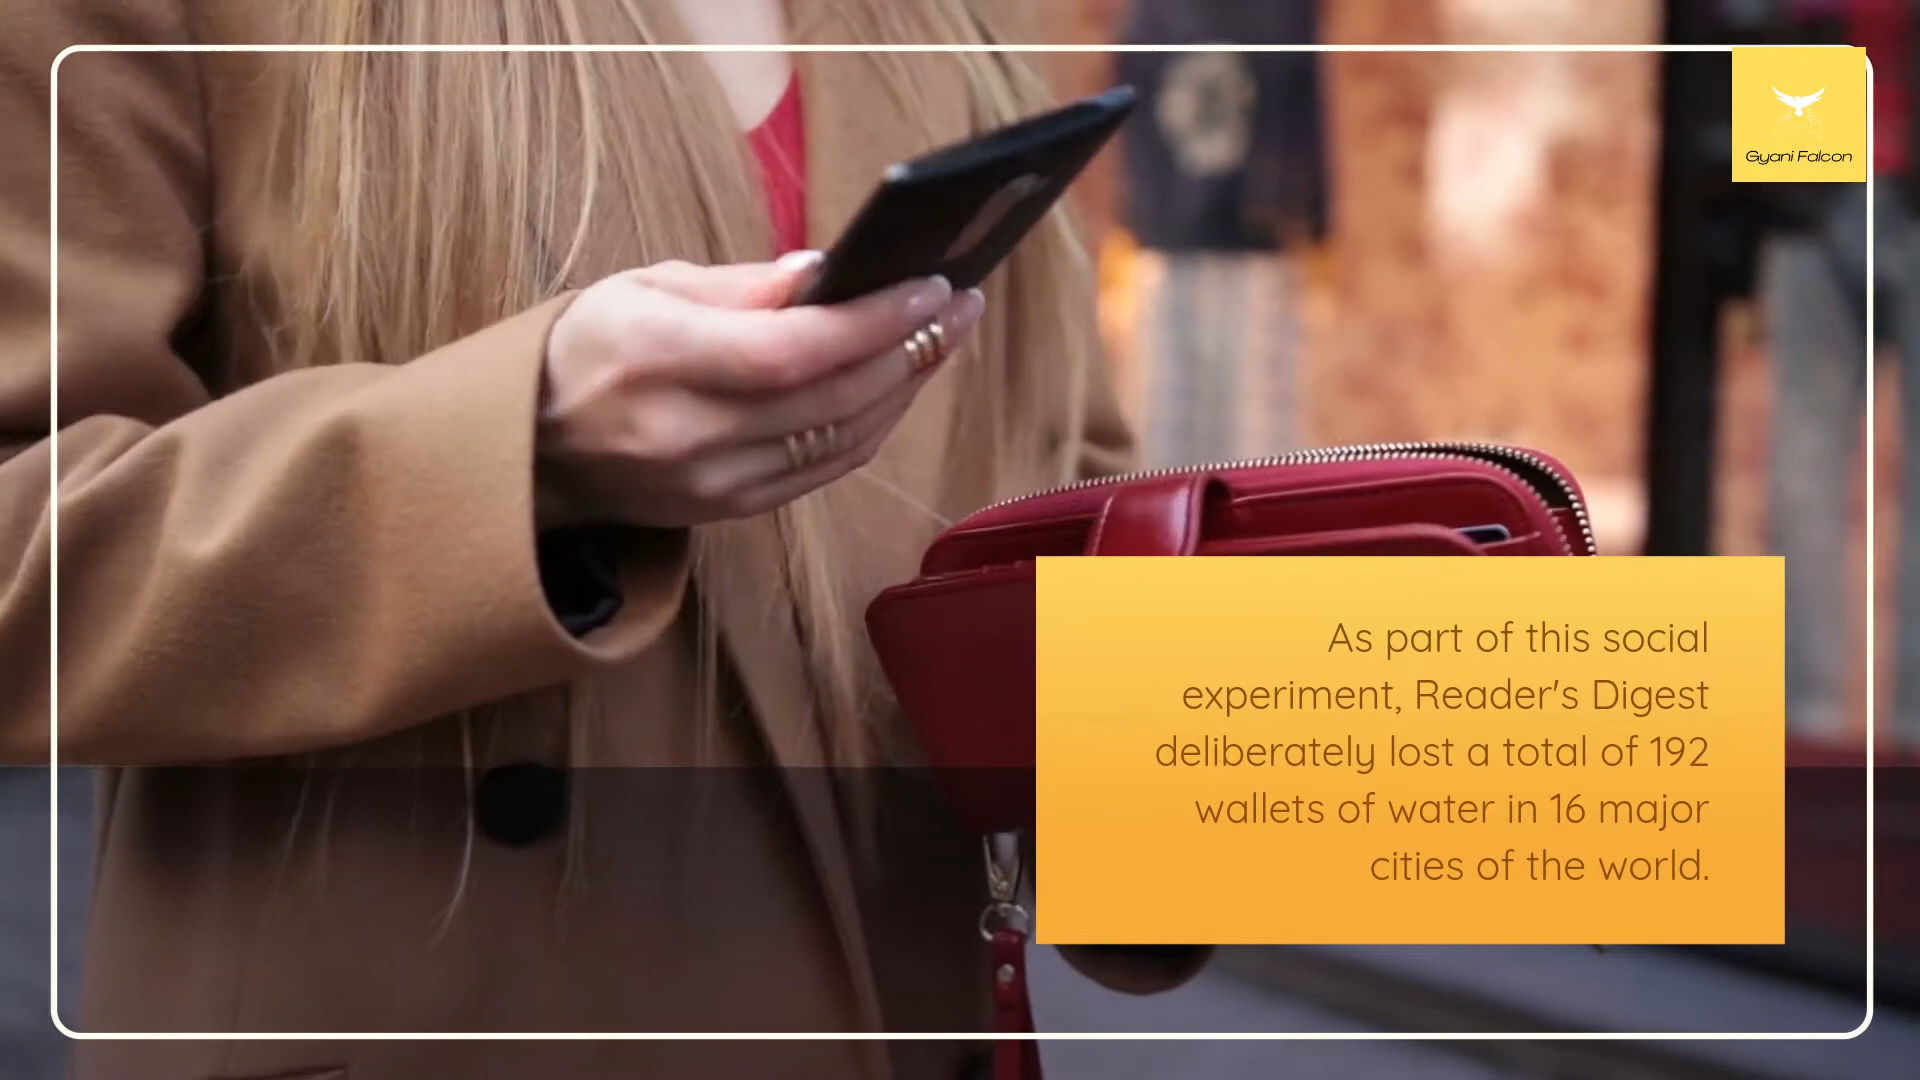 Gyani Falcon
As part of this social
experiment, Reader's Digest
deliberately lost a total of 192
wallets of water in 16 major
cities of the world.